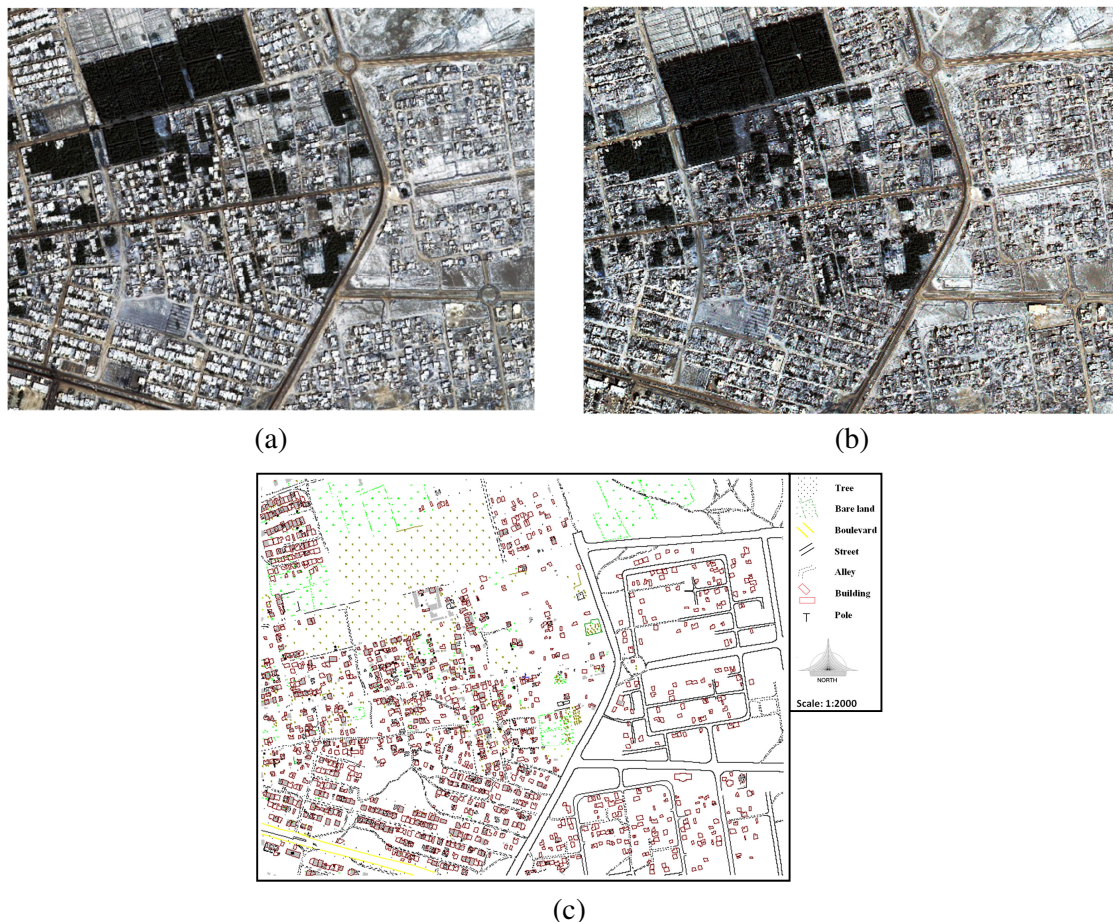 (a)
(b)
Tree
Bare land
Boulevard
Street
Alley
Building
Pole
NORTH
Scale: 1:2000
(c)